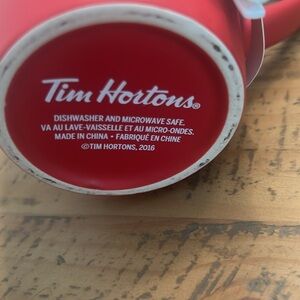 Tim Hortons®
DISHWASHER AND MICROWAVE SAFE.
VA AU LAVE-VAISSELLE ET AU MICRO-ONDES.
MADE IN CHINA • FABRIQUÉ EN CHINE
©TIM HORTONS, 2016